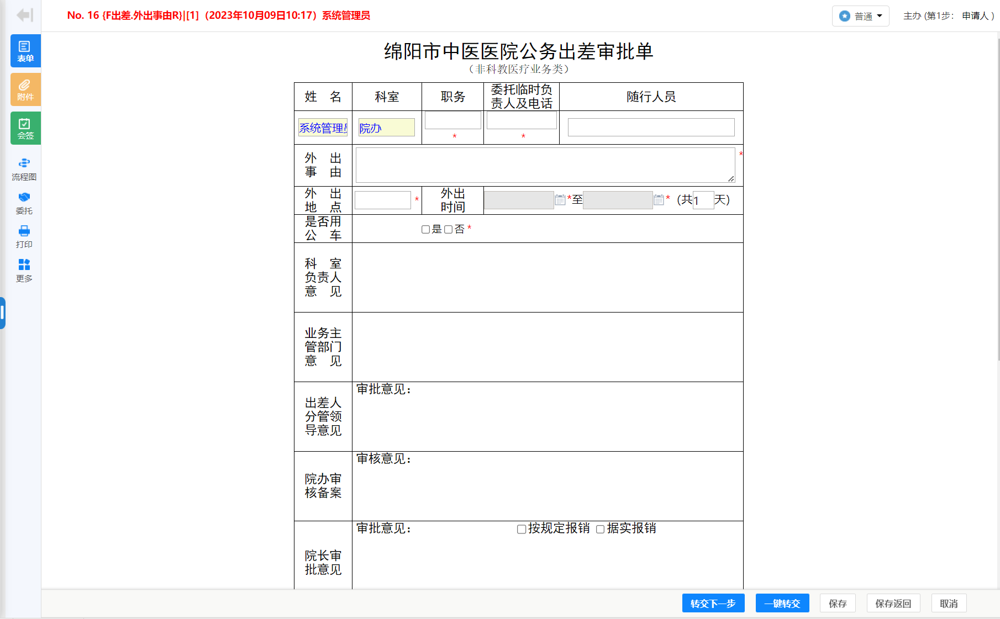 No. 16 {F出差.外出事由R}|[1]（2023年10月09日10:17）系统管理员
普通
主办 (第1步： 申请人 )
表单
附件
会签
流程图
委托
打印
更多
绵阳市中医医院公务出差审批单
（非科教医疗业务类）
姓 名 科室 职务 委托临时负责人及电话 随行人员
系统管理员 院办 * *
外 出
事 由 *
外 出
地 点 * 外出
时间 *至 * （共1 天）
是否用
公 车 是 否 *
科 室
负责人
意 见
业务主
管部门
意 见
出差人
分管领
导意见
审批意见：
院办审
核备案
审核意见：
院长审
批意见
审批意见： 按规定报销 据实报销
转交下一步 一键转交 保存 保存返回 取消